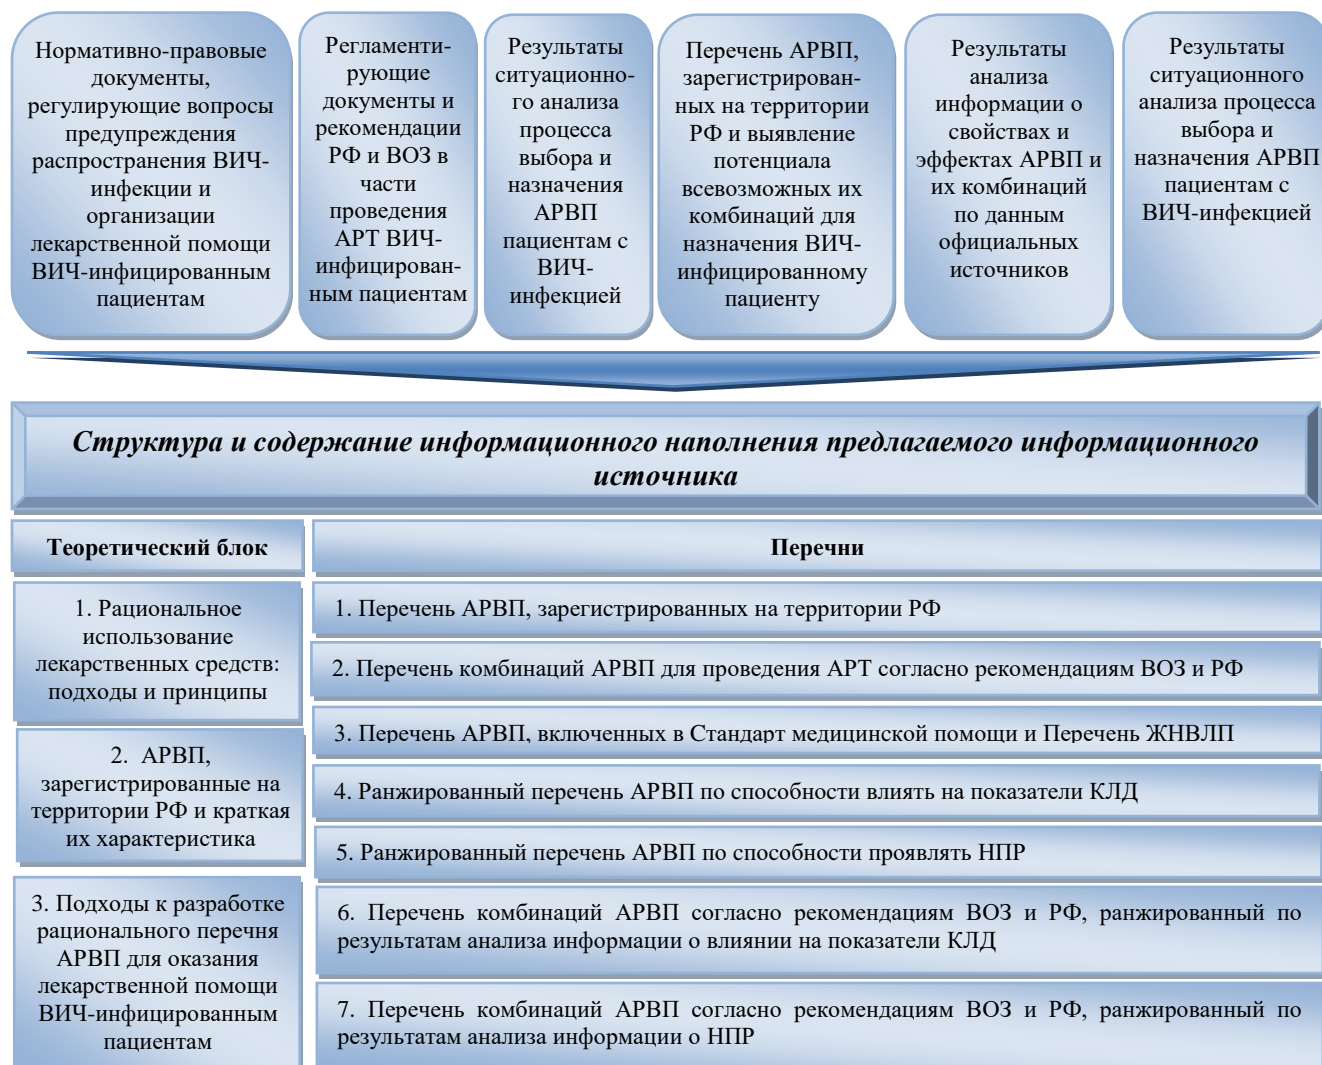 Нормативно-правовые
документы,
регулирующие вопросы
предупреждения
распространения ВИЧ-
инфекции и
организации
лекарственной помощи
ВИЧ-инфицированным
пациентам
Регламенти-
рующие
документы и
рекомендации
РФ и ВОЗ в
части
проведения
АРТ ВИЧ-
инфицирован-
ным пациентам
Результаты
ситуационно-
го анализа
процесса
выбора и
назначения
АРВП
пациентам с
ВИЧ-
инфекцией
Перечень АРВП,
зарегистрирован-
ных на территории
РФ и выявление
потенциала
всевозможных их
комбинаций для
назначения ВИЧ-
инфицированному
пациенту
Результаты
анализа
информации о
свойствах и
эффектах АРВП и
их комбинаций
по данным
официальных
источников
Результаты
ситуационного
анализа процесса
выбора и
назначения АРВП
пациентам с
ВИЧ-инфекцией
Структура и содержание информационного наполнения предлагаемого информационного
источника
Теоретический блок
1. Рациональное
использование
лекарственных средств:
подходы и принципы
2. АРВП,
зарегистрированные на
территории РФ и краткая
их характеристика
3. Подходы к разработке
рационального перечня
АРВП для оказания
лекарственной помощи
ВИЧ-инфицированным
пациентам
Перечни
1. Перечень АРВП, зарегистрированных на территории РФ
2. Перечень комбинаций АРВП для проведения АРТ согласно рекомендациям ВОЗ и РФ
3. Перечень АРВП, включенных в Стандарт медицинской помощи и Перечень ЖНВЛП
4. Ранжированный перечень АРВП по способности влиять на показатели КЛД
5. Ранжированный перечень АРВП по способности проявлять НПР
6. Перечень комбинаций АРВП согласно рекомендациям ВОЗ и РФ, ранжированный по
результатам анализа информации о влиянии на показатели КЛД
7. Перечень комбинаций АРВП согласно рекомендациям ВОЗ и РФ, ранжированный по
результатам анализа информации о НПР